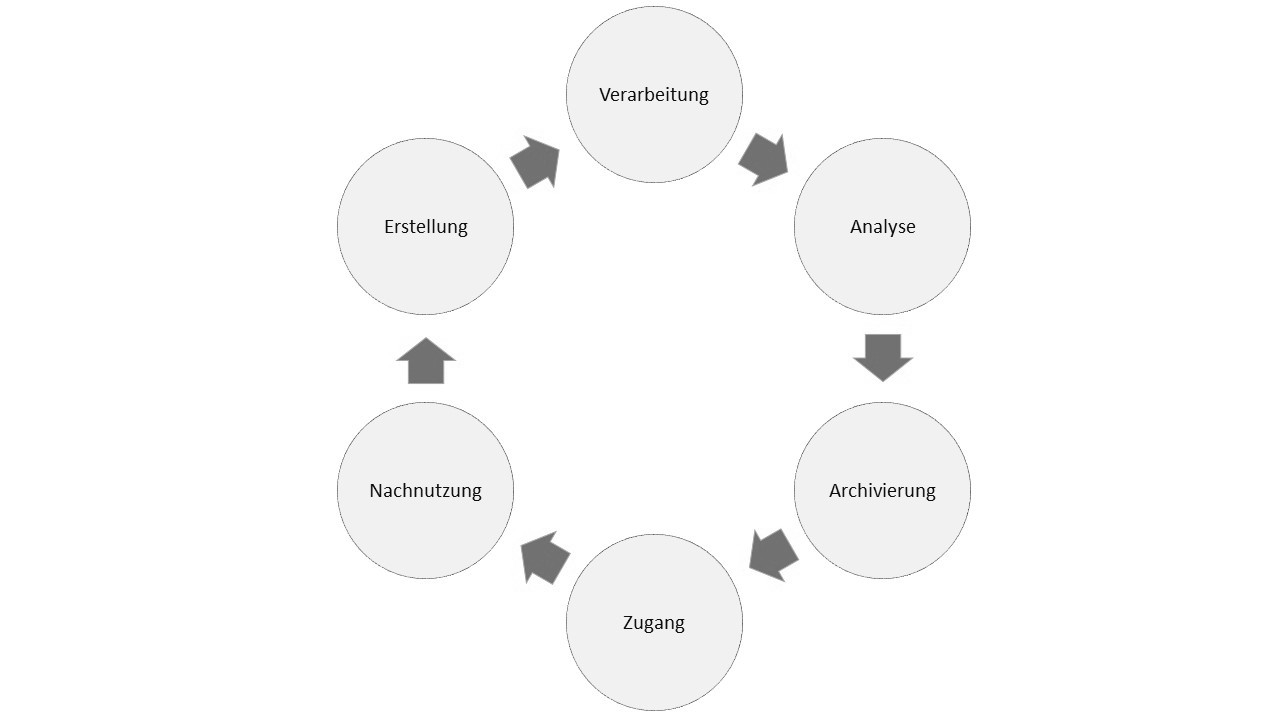 Verarbeitung
Erstellung
Analyse
Nachnutzung
Archivierung
Zugang